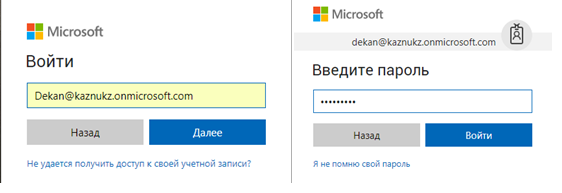 Microsoft
Войти
Dekan@kaznukz.onmicrosoft.com
Назад
Далее
Не удается получить доступ к своей учетной записи?
Microsoft
dekan@kaznukz.onmicrosoft.com
Введите пароль
•••••••••
Назад
Войти
Я не помню свой пароль